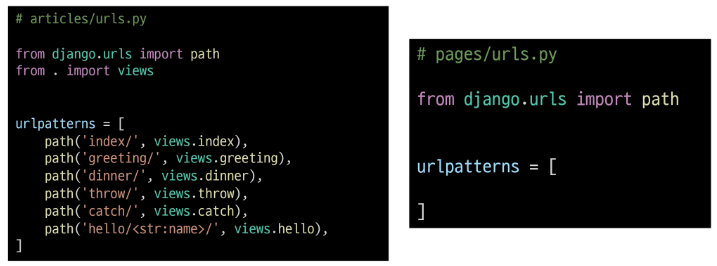 # articles/urls.py
from django.urls import path
from . import views
urlpatterns = [
    path('index/', views.index),
    path('greeting/', views.greeting),
    path('dinner/', views.dinner),
    path('throw/', views.throw),
    path('catch/', views.catch),
    path('hello/<str:name>/', views.hello),
]
# pages/urls.py
from django.urls import path
urlpatterns = [
]